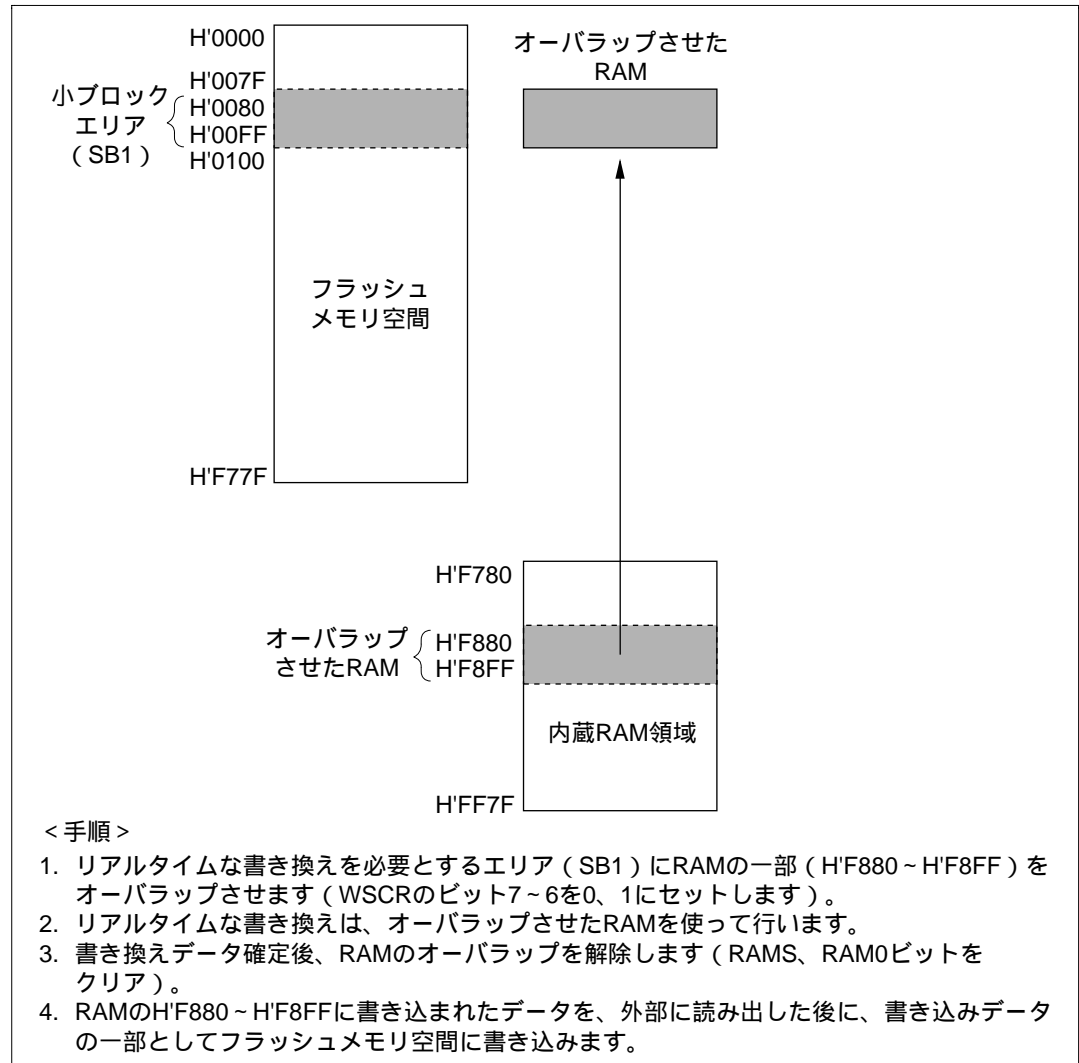 H'0000
H'007F
H'0080
H'00FF
H'0100
小ブロック
エリア
（SB1）
フラッシュ
メモリ空間
H'F77F
オーバラップさせた
RAM
H'F780
オーバラップ
させたRAM
H'F880
H'F8FF
内蔵RAM領域
H'FF7F
＜手順＞
1. リアルタイムな書き換えを必要とするエリア（SB1）にRAMの一部（H'F880～H'F8FF）を
オーバラップさせます（WSCRのビット7～6を0、1にセットします）。
2. リアルタイムな書き換えは、オーバラップさせたRAMを使って行います。
3. 書き換えデータ確定後、RAMのオーバラップを解除します（RAMS、RAM0ビットを
クリア）。
4. RAMのH'F880～H'F8FFに書き込まれたデータを、外部に読み出した後に、書き込みデータ
の一部としてフラッシュメモリ空間に書き込みます。